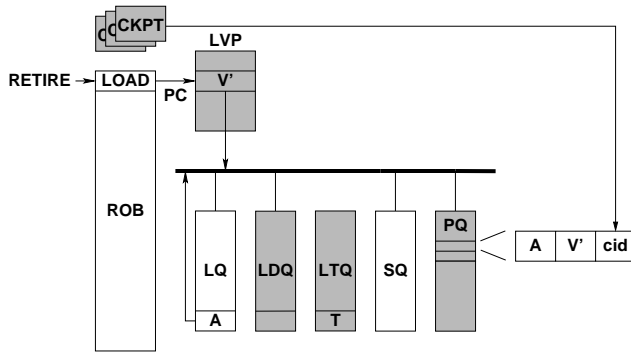 C
C
CKPT
LVP
RETIRE
LOAD
PC
V'
ROB
PQ
LQ
LDQ
LTQ
SQ
A
V'
cid
A
T